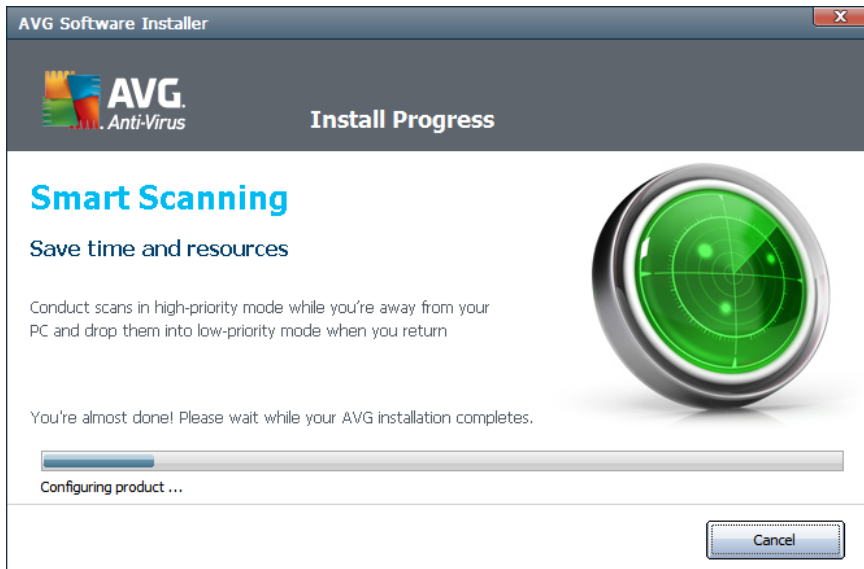 AVG Software Installer
X
AVG.
Anti-Virus
Install Progress
Smart Scanning
Save time and resources
Conduct scans in high-priority mode while you're away from your
PC and drop them into low-priority mode when you return
You're almost done! Please wait while your AVG installation completes.
Configuring product ...
Cancel